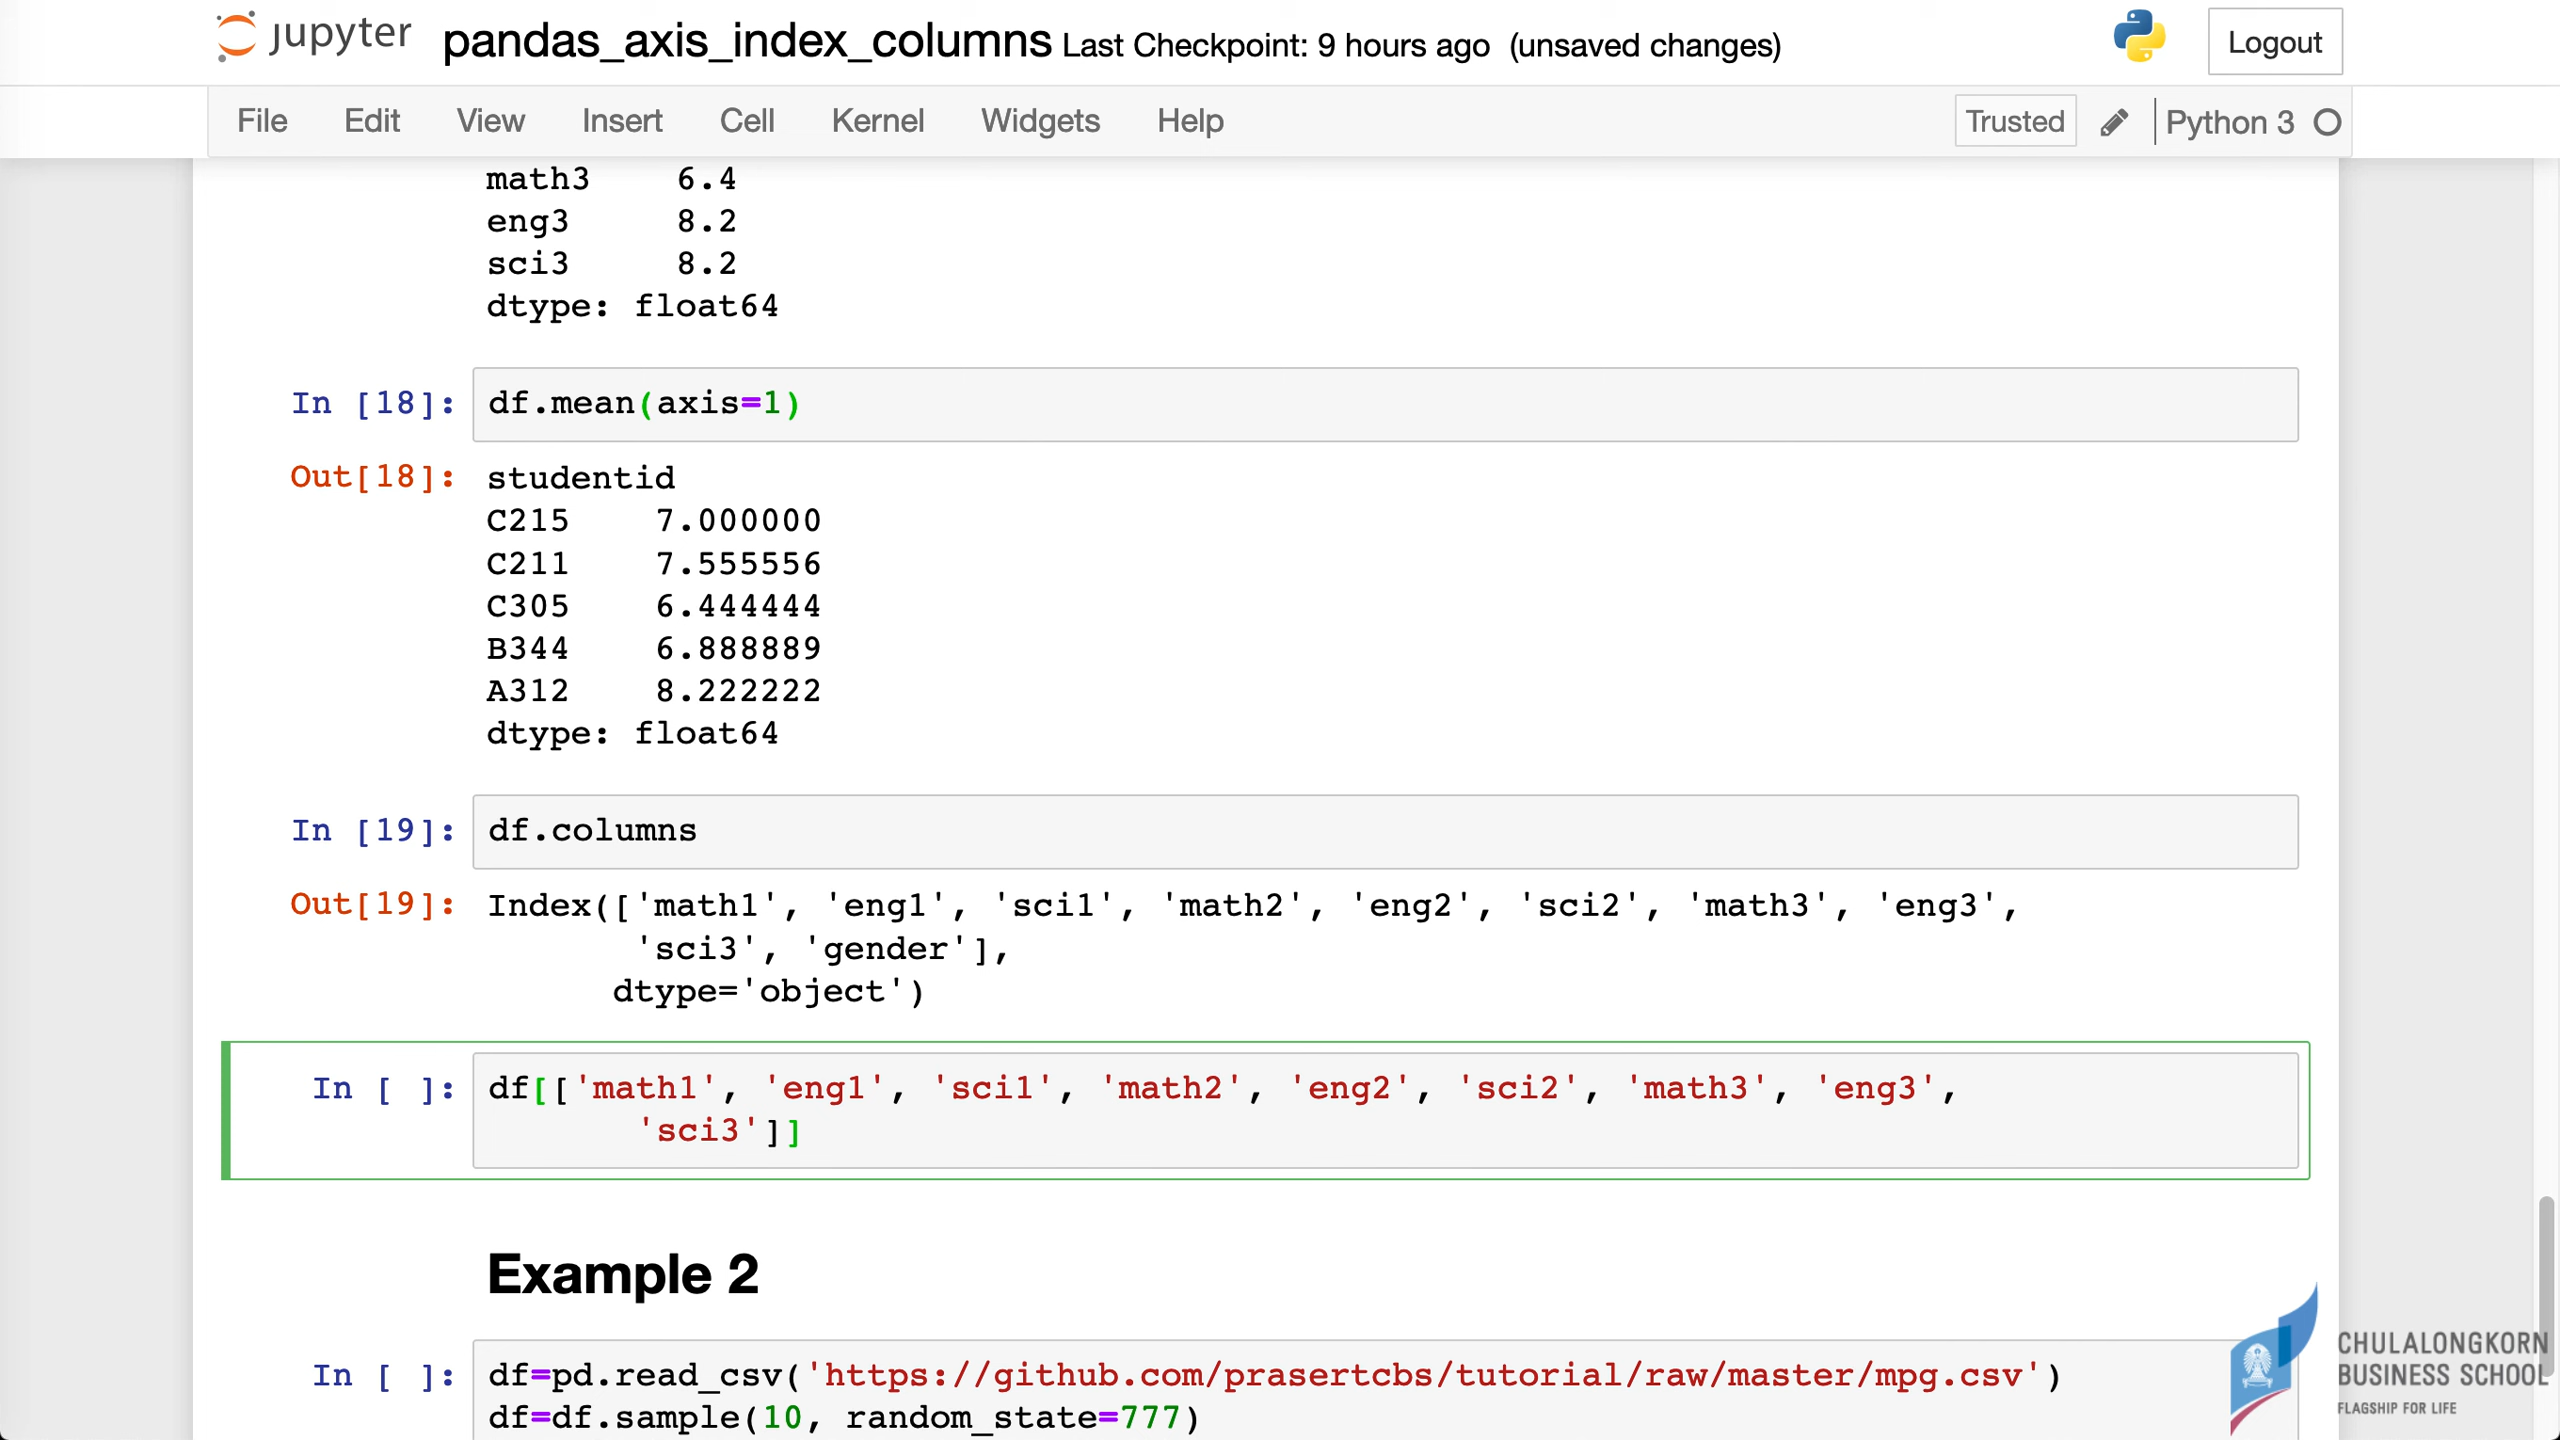 jupyter pandas_axis_index_columns Last Checkpoint: 9 hours ago (unsaved changes) Logout
File Edit View Insert Cell Kernel Widgets Help Trusted Python 3
math3 6.4
eng3 8.2
sci3 8.2
dtype: float64
In [18]: df.mean(axis=1)
Out[18]: studentid
C215 7.000000
C211 7.555556
C305 6.444444
B344 6.888889
A312 8.222222
dtype: float64
In [19]: df.columns
Out[19]: Index(['math1', 'eng1', 'sci1', 'math2', 'eng2', 'sci2', 'math3', 'eng3',
'sci3', 'gender'],
dtype='object')
In [ ]: df[['math1', 'eng1', 'sci1', 'math2', 'eng2', 'sci2', 'math3', 'eng3',
'sci3']]
Example 2
In [ ]: df=pd.read_csv('https://github.com/prasertcbs/tutorial/raw/master/mpg.csv')
df=df.sample(10, random_state=777)
CHULALONGKORN
BUSINESS SCHOOL
FLAGSHIP FOR LIFE